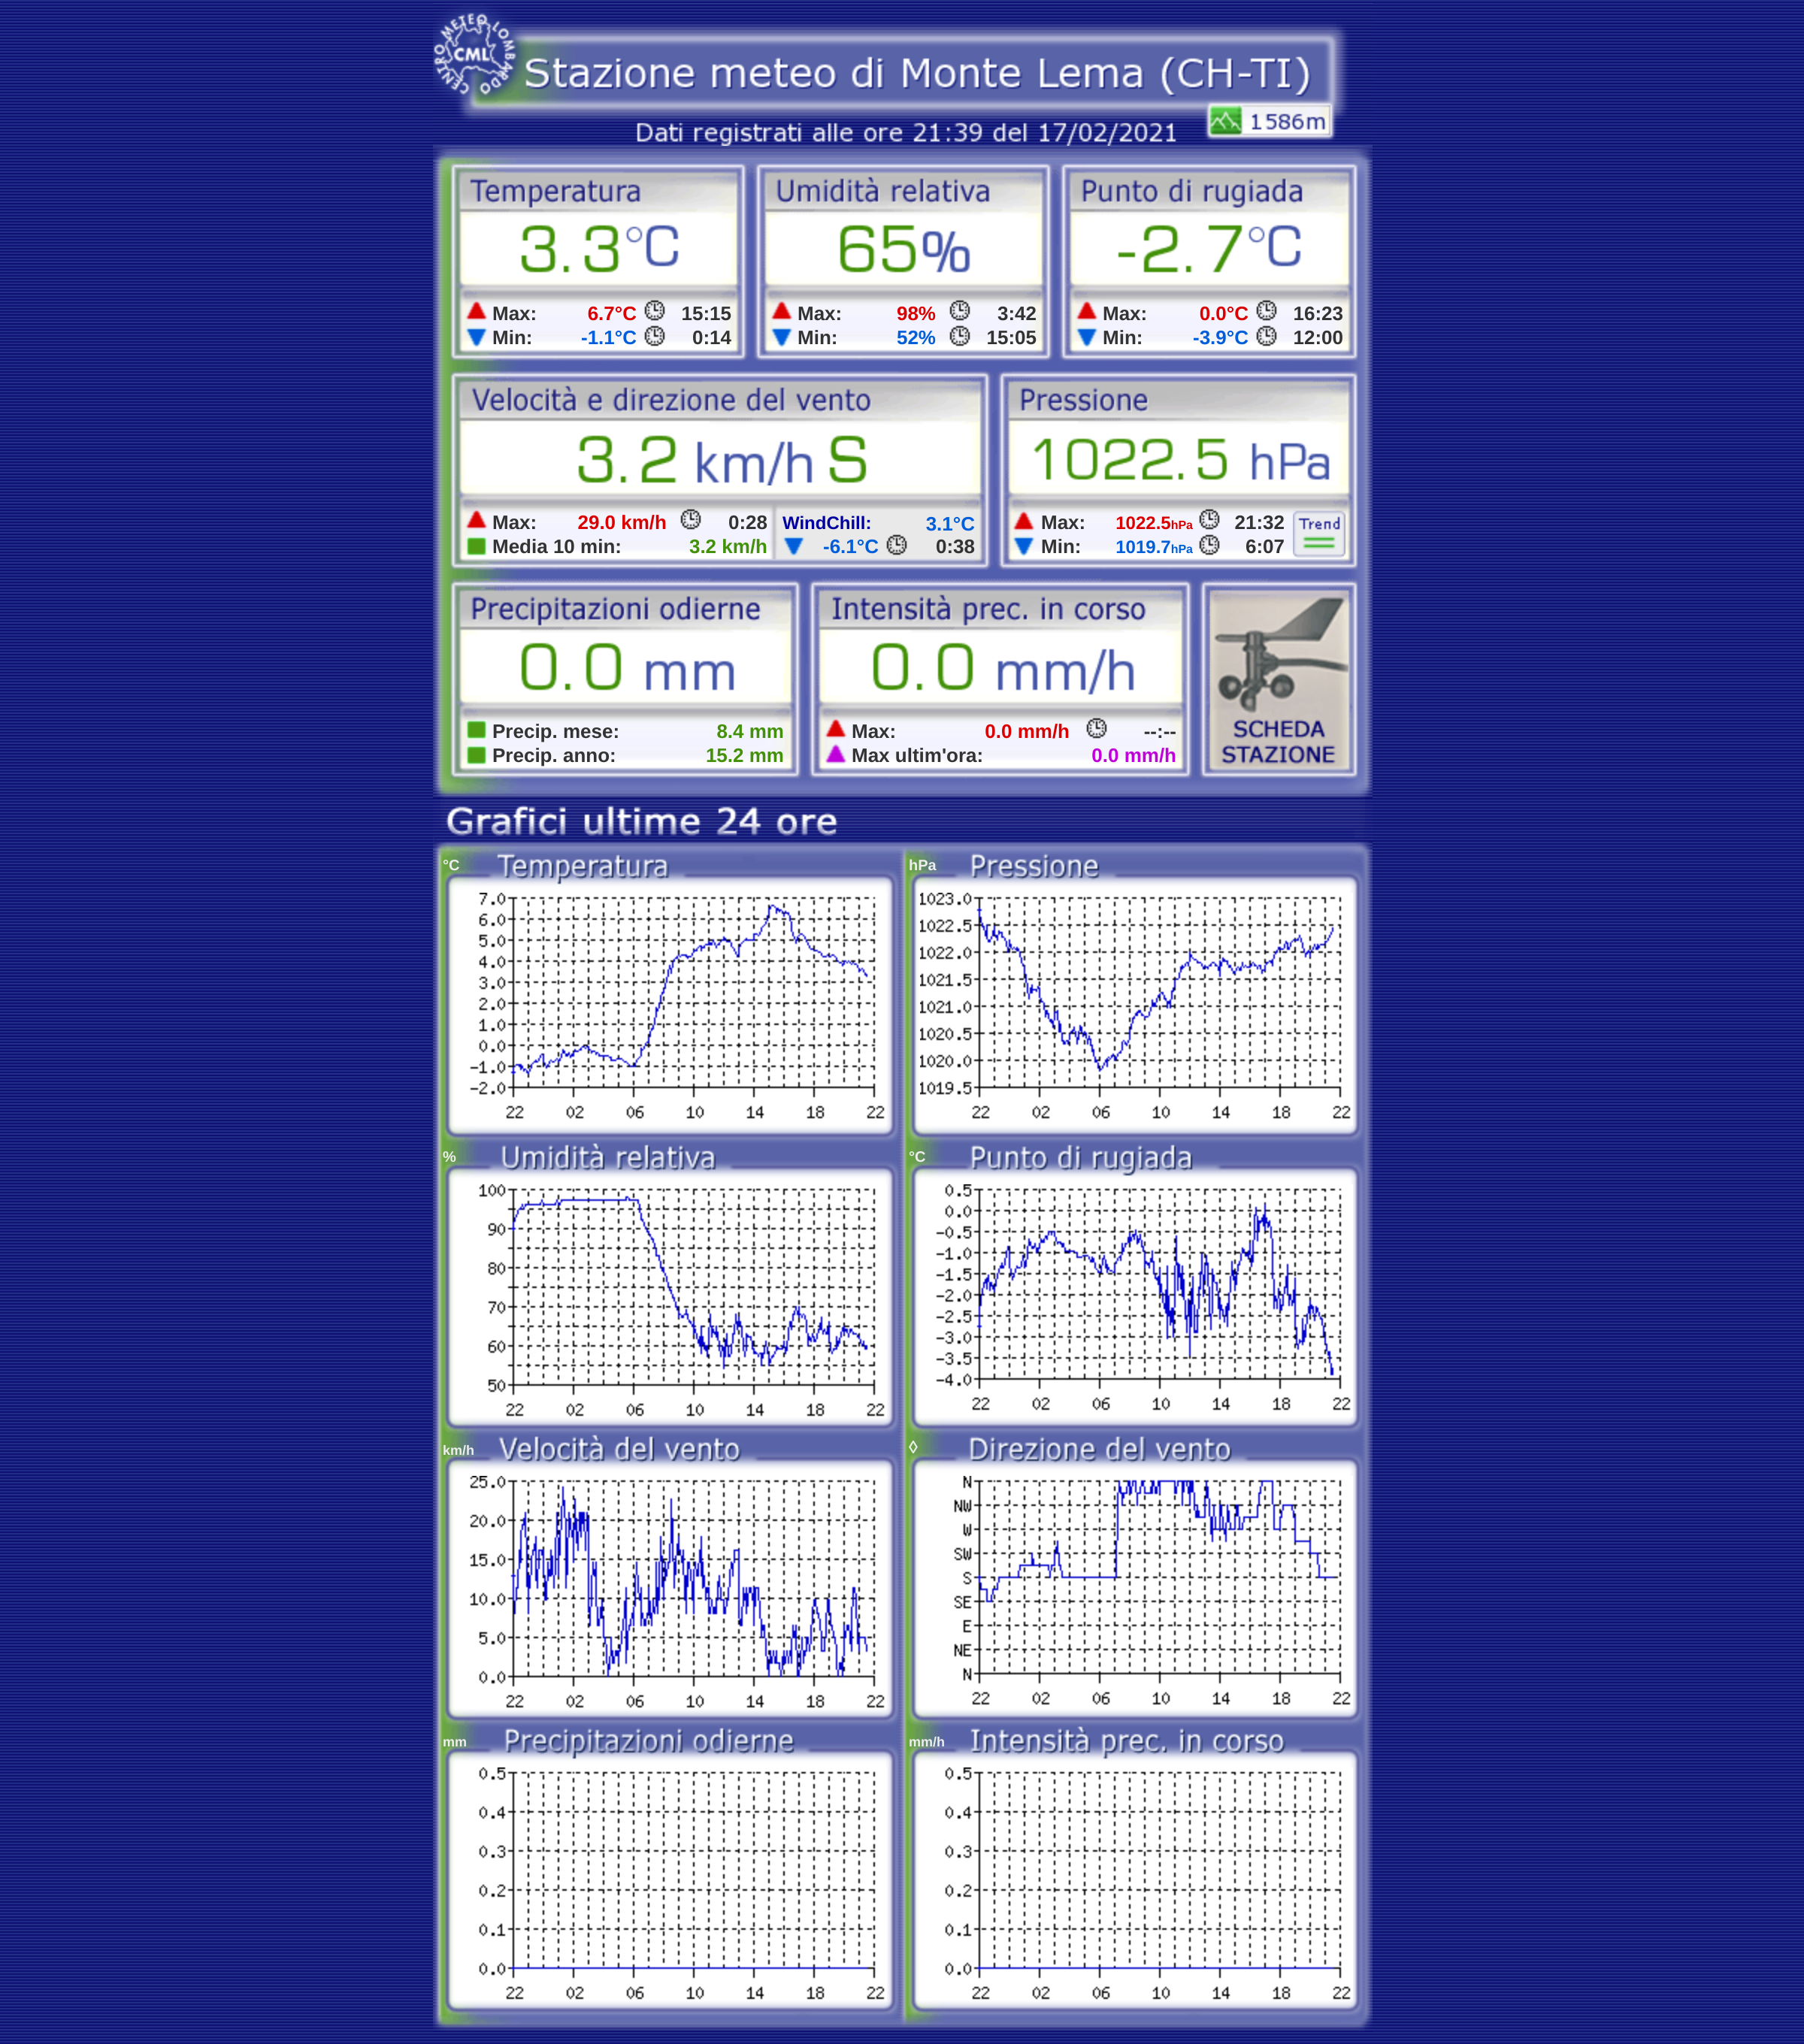 CENTRO METEO LOMBARDO
CML
Stazione meteo di Monte Lema (CH-TI)
1586m
Dati registrati alle ore 21:39 del 17/02/2021
Temperatura
3.3°C
Max: 6.7°C 15:15
Min: -1.1°C 0:14
Umidità relativa
65%
Max: 98% 3:42
Min: 52% 15:05
Punto di rugiada
-2.7°C
Max: 0.0°C 16:23
Min: -3.9°C 12:00
Velocità e direzione del vento
3.2 km/h S
Max: 29.0 km/h 0:28
Media 10 min: 3.2 km/h
WindChill: 3.1°C
-6.1°C 0:38
Pressione
1022.5 hPa
Max: 1022.5hPa 21:32
Min: 1019.7hPa 6:07
Trend
Precipitazioni odierne
0.0 mm
Precip. mese: 8.4 mm
Precip. anno: 15.2 mm
Intensità prec. in corso
0.0 mm/h
Max: 0.0 mm/h --:--
Max ultim'ora: 0.0 mm/h
SCHEDA
STAZIONE
Grafici ultime 24 ore
°C Temperatura
7.0
6.0
5.0
4.0
3.0
2.0
1.0
0.0
-1.0
-2.0
22 02 06 10 14 18 22
hPa Pressione
1023.0
1022.5
1022.0
1021.5
1021.0
1020.5
1020.0
1019.5
22 02 06 10 14 18 22
% Umidità relativa
100
90
80
70
60
50
22 02 06 10 14 18 22
°C Punto di rugiada
0.5
0.0
-0.5
-1.0
-1.5
-2.0
-2.5
-3.0
-3.5
-4.0
22 02 06 10 14 18 22
km/h Velocità del vento
25.0
20.0
15.0
10.0
5.0
0.0
22 02 06 10 14 18 22
◊ Direzione del vento
N
NW
W
SW
S
SE
E
NE
N
22 02 06 10 14 18 22
mm Precipitazioni odierne
0.5
0.4
0.3
0.2
0.1
0.0
22 02 06 10 14 18 22
mm/h Intensità prec. in corso
0.5
0.4
0.3
0.2
0.1
0.0
22 02 06 10 14 18 22